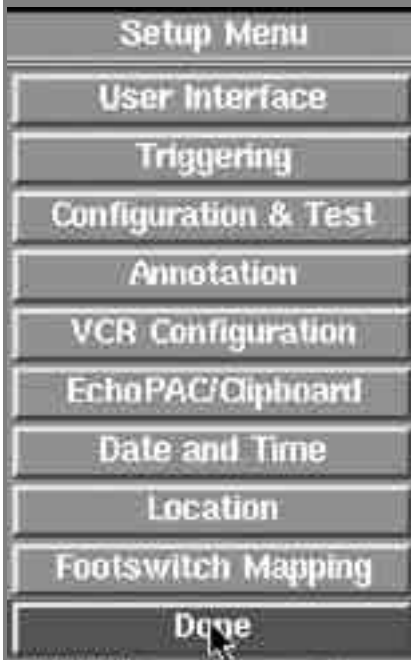 Setup Menu
User Interface
Triggering
Configuration & Test
Annotation
VCR Configuration
EchoPAC/Clipboard
Date and Time
Location
Footswitch Mapping
Done